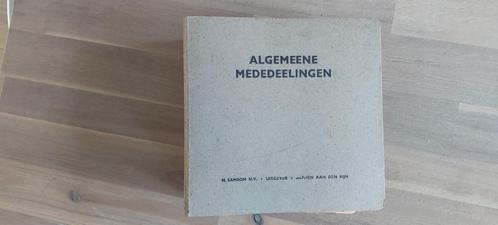 ALGEMEENE
MEDEDEELINGEN
N. SAMSOM N.V. • UITGEVER • ALPHEN AAN DEN RIJN